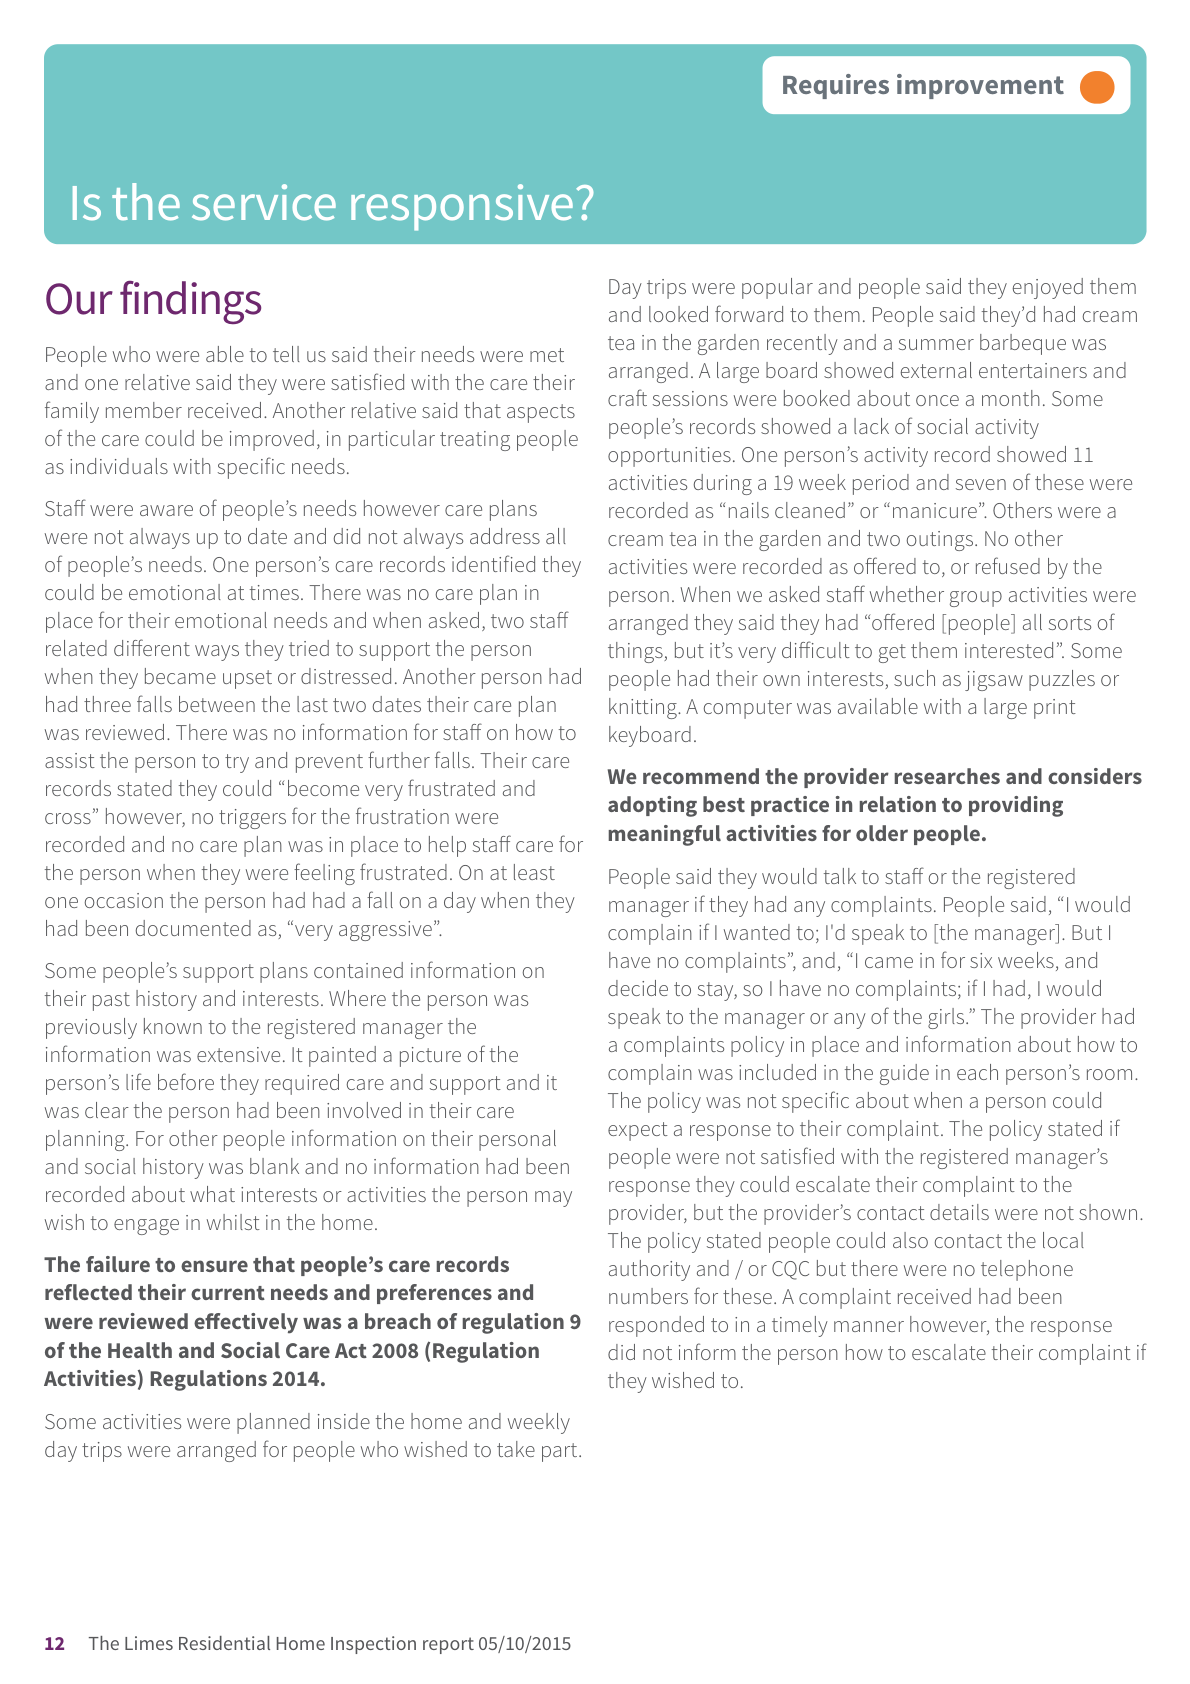 Requires improvement
Is the service responsive?
Our findings
People who were able to tell us said their needs were met
and one relative said they were satisfied with the care their
family member received. Another relative said that aspects
of the care could be improved, in particular treating people
as individuals with specific needs.
Staff were aware of people’s needs however care plans
were not always up to date and did not always address all
of people’s needs. One person’s care records identified they
could be emotional at times. There was no care plan in
place for their emotional needs and when asked, two staff
related different ways they tried to support the person
when they became upset or distressed. Another person had
had three falls between the last two dates their care plan
was reviewed. There was no information for staff on how to
assist the person to try and prevent further falls. Their care
records stated they could “become very frustrated and
cross” however, no triggers for the frustration were
recorded and no care plan was in place to help staff care for
the person when they were feeling frustrated. On at least
one occasion the person had had a fall on a day when they
had been documented as, “very aggressive”.
Some people’s support plans contained information on
their past history and interests. Where the person was
previously known to the registered manager the
information was extensive. It painted a picture of the
person’s life before they required care and support and it
was clear the person had been involved in their care
planning. For other people information on their personal
and social history was blank and no information had been
recorded about what interests or activities the person may
wish to engage in whilst in the home.
The failure to ensure that people’s care records
reflected their current needs and preferences and
were reviewed effectively was a breach of regulation 9
of the Health and Social Care Act 2008 (Regulation
Activities) Regulations 2014.
Some activities were planned inside the home and weekly
day trips were arranged for people who wished to take part.
Day trips were popular and people said they enjoyed them
and looked forward to them. People said they’d had cream
tea in the garden recently and a summer barbeque was
arranged. A large board showed external entertainers and
craft sessions were booked about once a month. Some
people’s records showed a lack of social activity
opportunities. One person’s activity record showed 11
activities during a 19 week period and seven of these were
recorded as “nails cleaned” or “manicure”. Others were a
cream tea in the garden and two outings. No other
activities were recorded as offered to, or refused by the
person. When we asked staff whether group activities were
arranged they said they had “offered [people] all sorts of
things, but it’s very difficult to get them interested”. Some
people had their own interests, such as jigsaw puzzles or
knitting. A computer was available with a large print
keyboard.
We recommend the provider researches and considers
adopting best practice in relation to providing
meaningful activities for older people.
People said they would talk to staff or the registered
manager if they had any complaints. People said, “I would
complain if I wanted to; I'd speak to [the manager]. But I
have no complaints”, and, “I came in for six weeks, and
decide to stay, so I have no complaints; if I had, I would
speak to the manager or any of the girls.” The provider had
a complaints policy in place and information about how to
complain was included in the guide in each person’s room.
The policy was not specific about when a person could
expect a response to their complaint. The policy stated if
people were not satisfied with the registered manager’s
response they could escalate their complaint to the
provider, but the provider’s contact details were not shown.
The policy stated people could also contact the local
authority and / or CQC but there were no telephone
numbers for these. A complaint received had been
responded to in a timely manner however, the response
did not inform the person how to escalate their complaint if
they wished to.
12 The Limes Residential Home Inspection report 05/10/2015